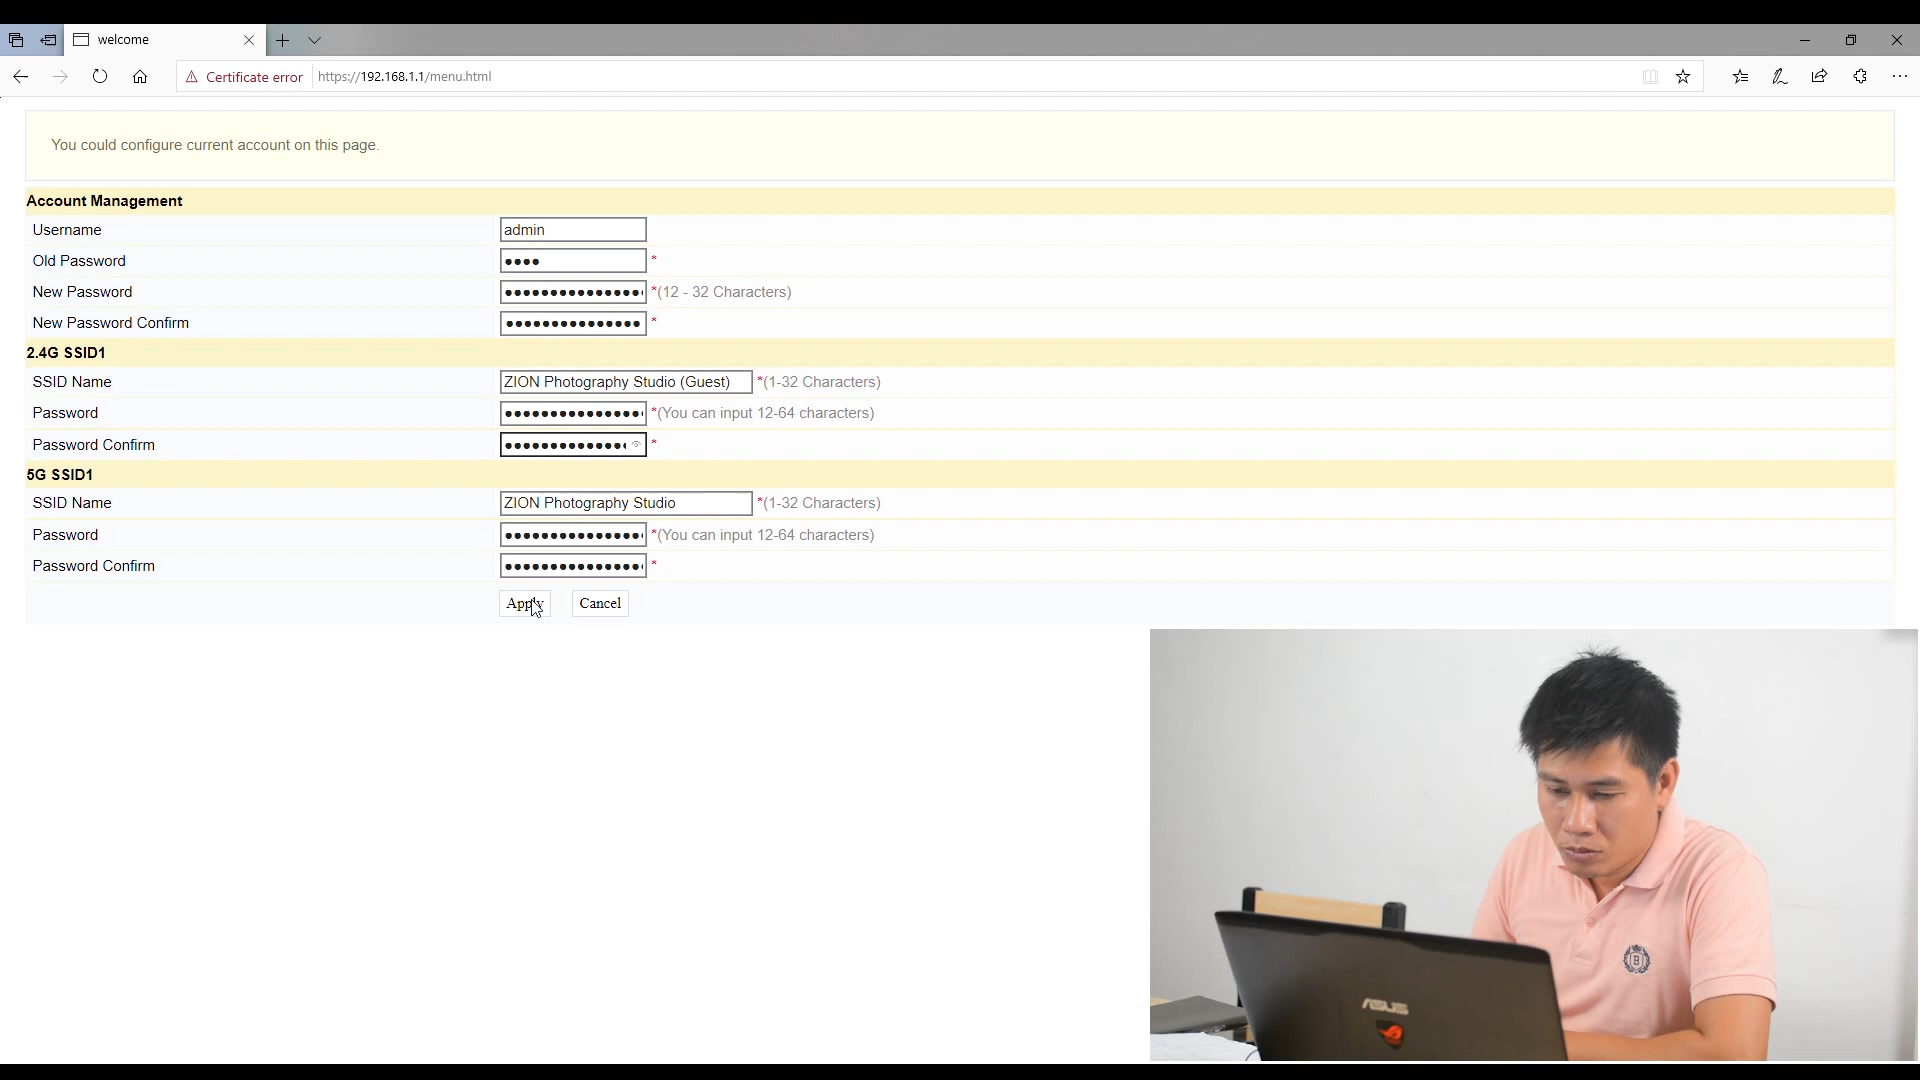 welcome
Certificate error https://192.168.1.1/menu.html
You could configure current account on this page.
Account Management
Username admin
Old Password •••• *
New Password •••••••••••••••• *(12 - 32 Characters)
New Password Confirm ••••••••••••••• *
2.4G SSID1
SSID Name ZION Photography Studio (Guest) *(1-32 Characters)
Password •••••••••••••••• *(You can input 12-64 characters)
Password Confirm •••••••••••••• *
5G SSID1
SSID Name ZION Photography Studio *(1-32 Characters)
Password •••••••••••••••• *(You can input 12-64 characters)
Password Confirm •••••••••••••••• *
Apply Cancel
B
ASUS